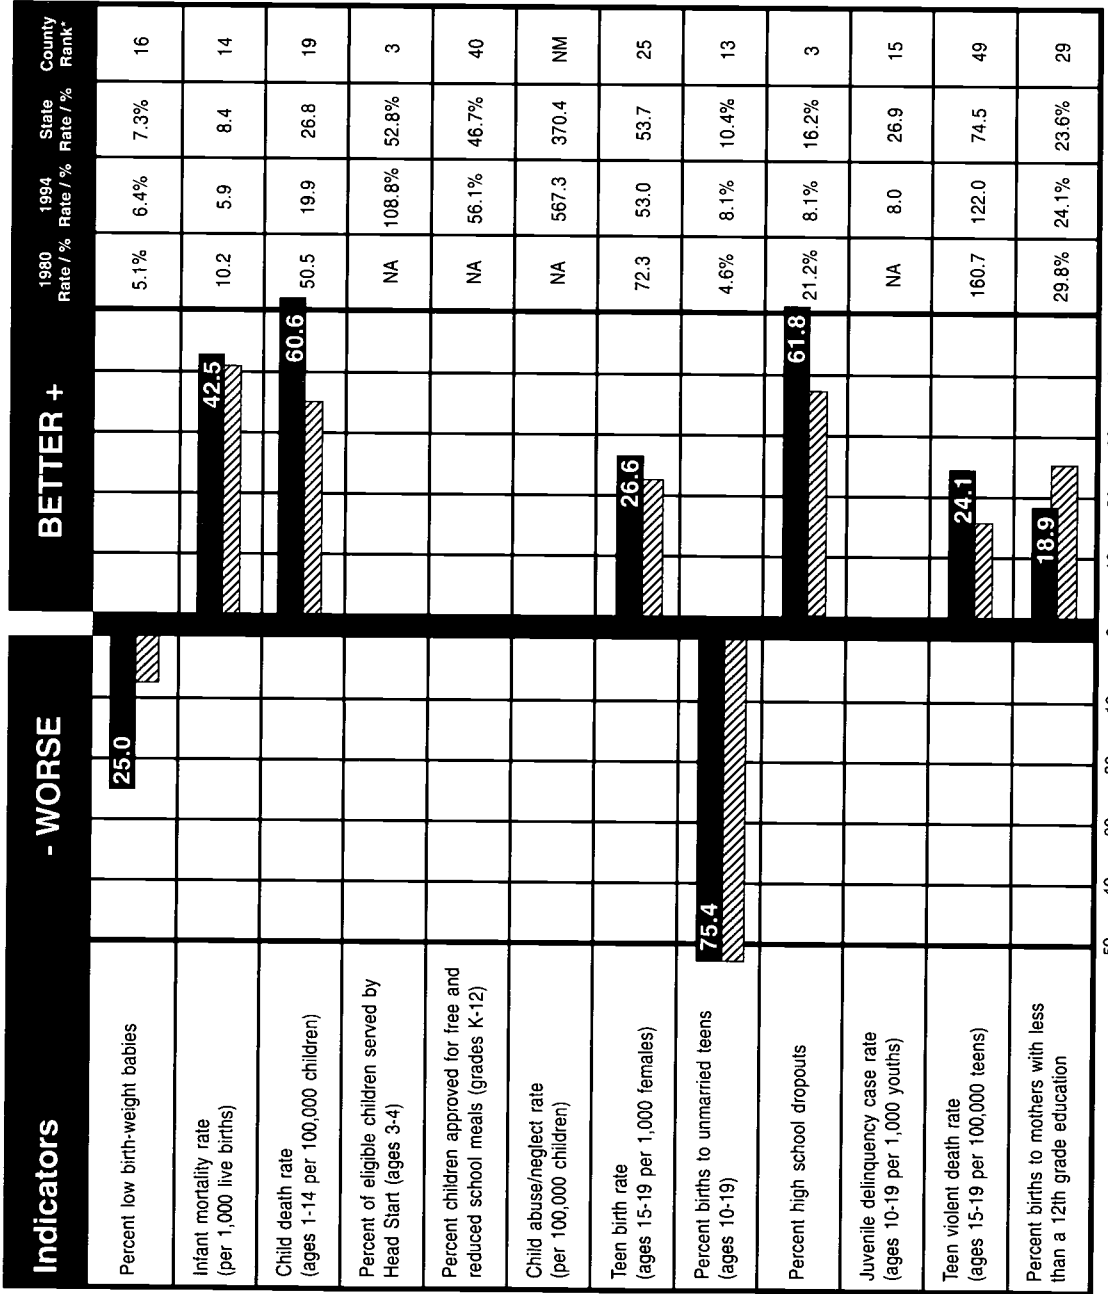 Indicators
- WORSE
BETTER +
1980
Rate / %
1994
Rate / %
State
Rate / %
County
Rank*
Percent low birth-weight babies
25.0
5.1%
6.4%
7.3%
16
Infant mortality rate
(per 1,000 live births)
42.5
10.2
5.9
8.4
14
Child death rate
(ages 1-14 per 100,000 children)
60.6
50.5
19.9
26.8
19
Percent of eligible children served by
Head Start (ages 3-4)
NA
108.8%
52.8%
3
Percent children approved for free and
reduced school meals (grades K-12)
NA
56.1%
46.7%
40
Child abuse/neglect rate
(per 100,000 children)
NA
567.3
370.4
NM
Teen birth rate
(ages 15-19 per 1,000 females)
26.6
72.3
53.0
53.7
25
Percent births to unmarried teens
(ages 10-19)
75.4
4.6%
8.1%
10.4%
13
Percent high school dropouts
61.8
21.2%
8.1%
16.2%
3
Juvenile delinquency case rate
(ages 10-19 per 1,000 youths)
NA
8.0
26.9
15
Teen violent death rate
(ages 15-19 per 100,000 teens)
24.1
160.7
122.0
74.5
49
Percent births to mothers with less
than a 12th grade education
18.9
29.8%
24.1%
23.6%
29